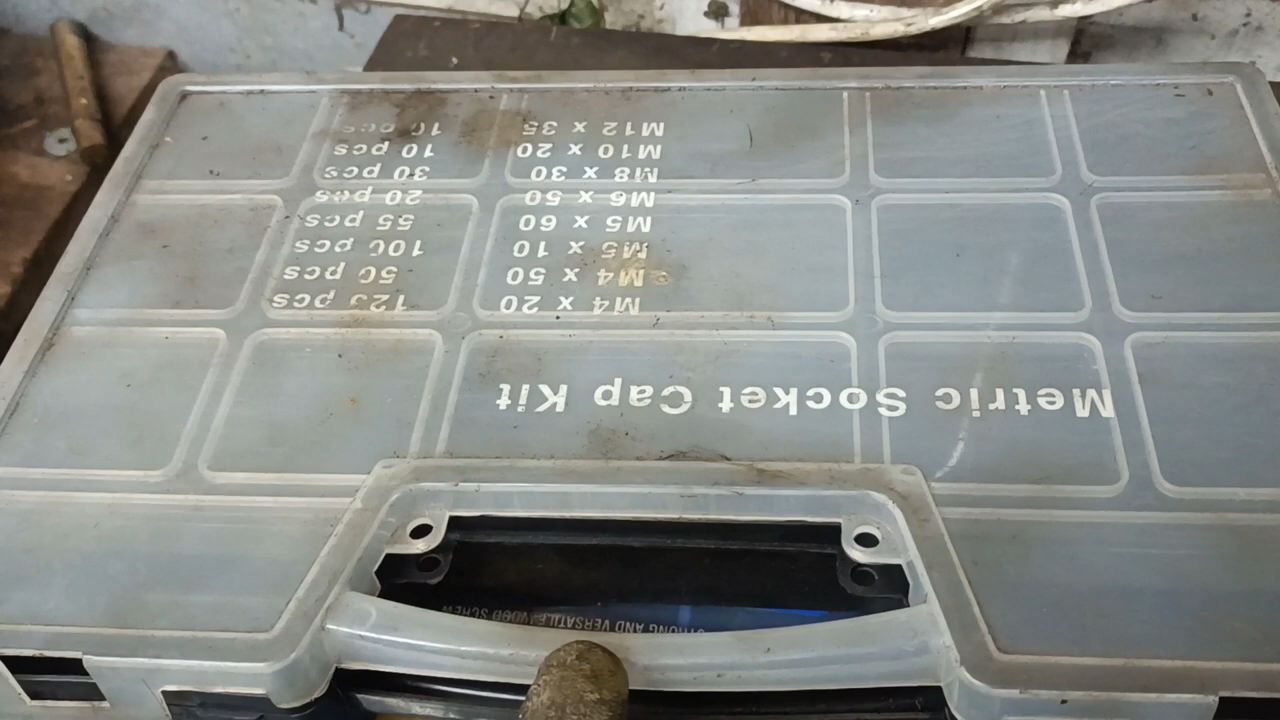 Metric Socket Cap Kit
M4 x 20 125 pcs
M4 x 50 50 pcs
M5 x 10 100 pcs
M5 x 60 55 pcs
M6 x 50 20 pcs
M8 x 30 30 pcs
M10 x 20 10 pcs
M12 x 35 10 pcs
STRONG AND VERSATILE WOOD SCREW